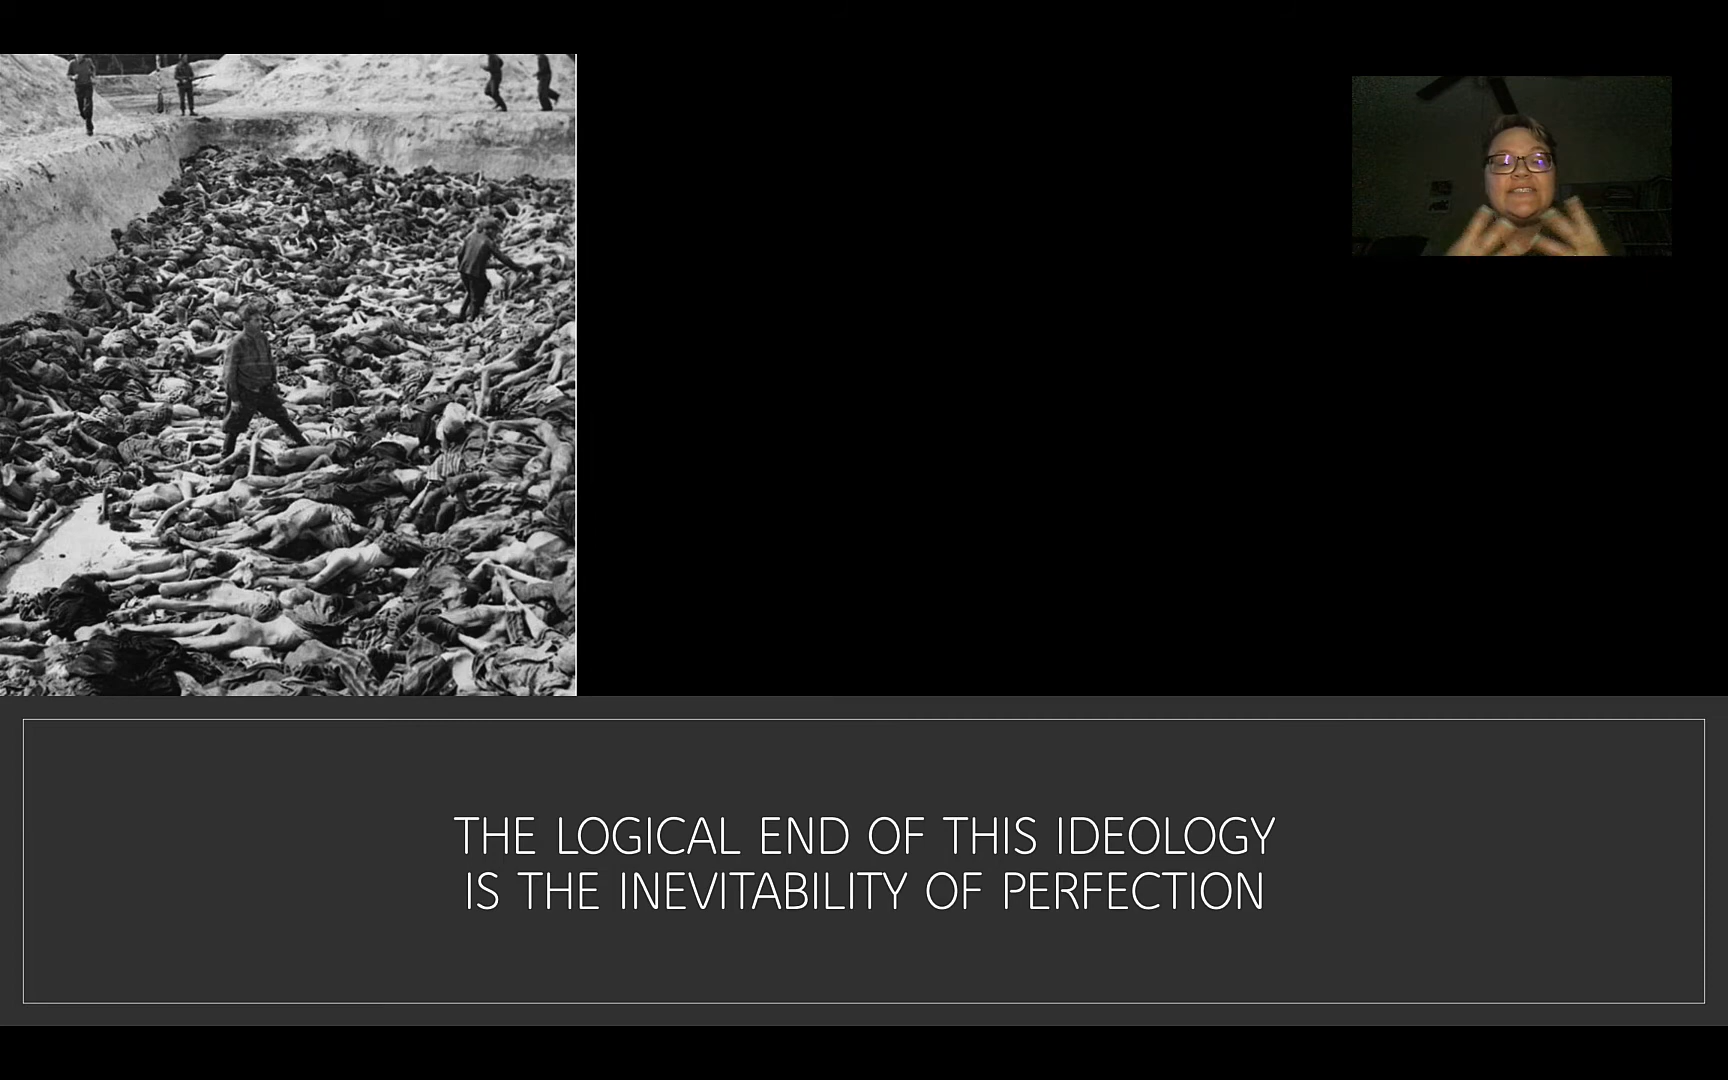 THE LOGICAL END OF THIS IDEOLOGY
IS THE INEVITABILITY OF PERFECTION